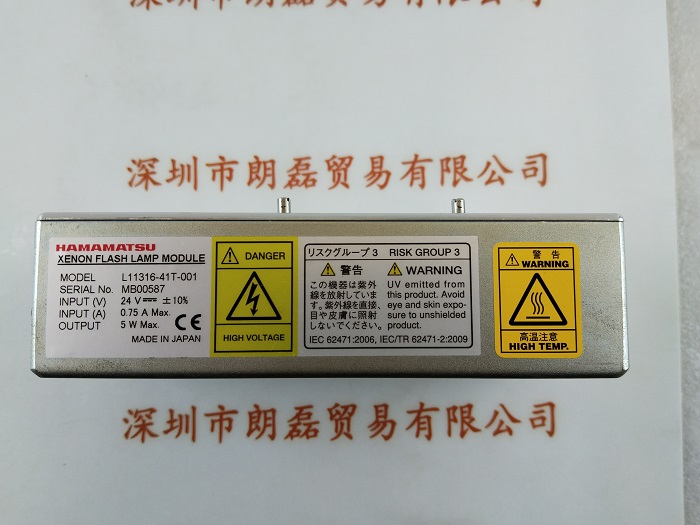 深圳市朗磊贸易有限公司
深圳市朗磊贸易有限公司
HAMAMATSU
XENON FLASH LAMP MODULE
MODEL L11316-41T-001
SERIAL No. MB00587
INPUT (V) 24 V ⎓ ±10%
INPUT (A) 0.75 A Max.
OUTPUT 5 W Max. CE
MADE IN JAPAN
DANGER
HIGH VOLTAGE
リスクグループ 3 RISK GROUP 3
警告
この機器は紫外
線を放射していま
す。紫外線を直接、
目や皮膚に照射
しないでください。
WARNING
UV emitted from
this product. Avoid
eye and skin expo-
sure to unshielded
product.
IEC 62471:2006, IEC/TR 62471-2:2009
警告
WARNING
高温注意
HIGH TEMP.
深圳市朗磊贸易有限公司